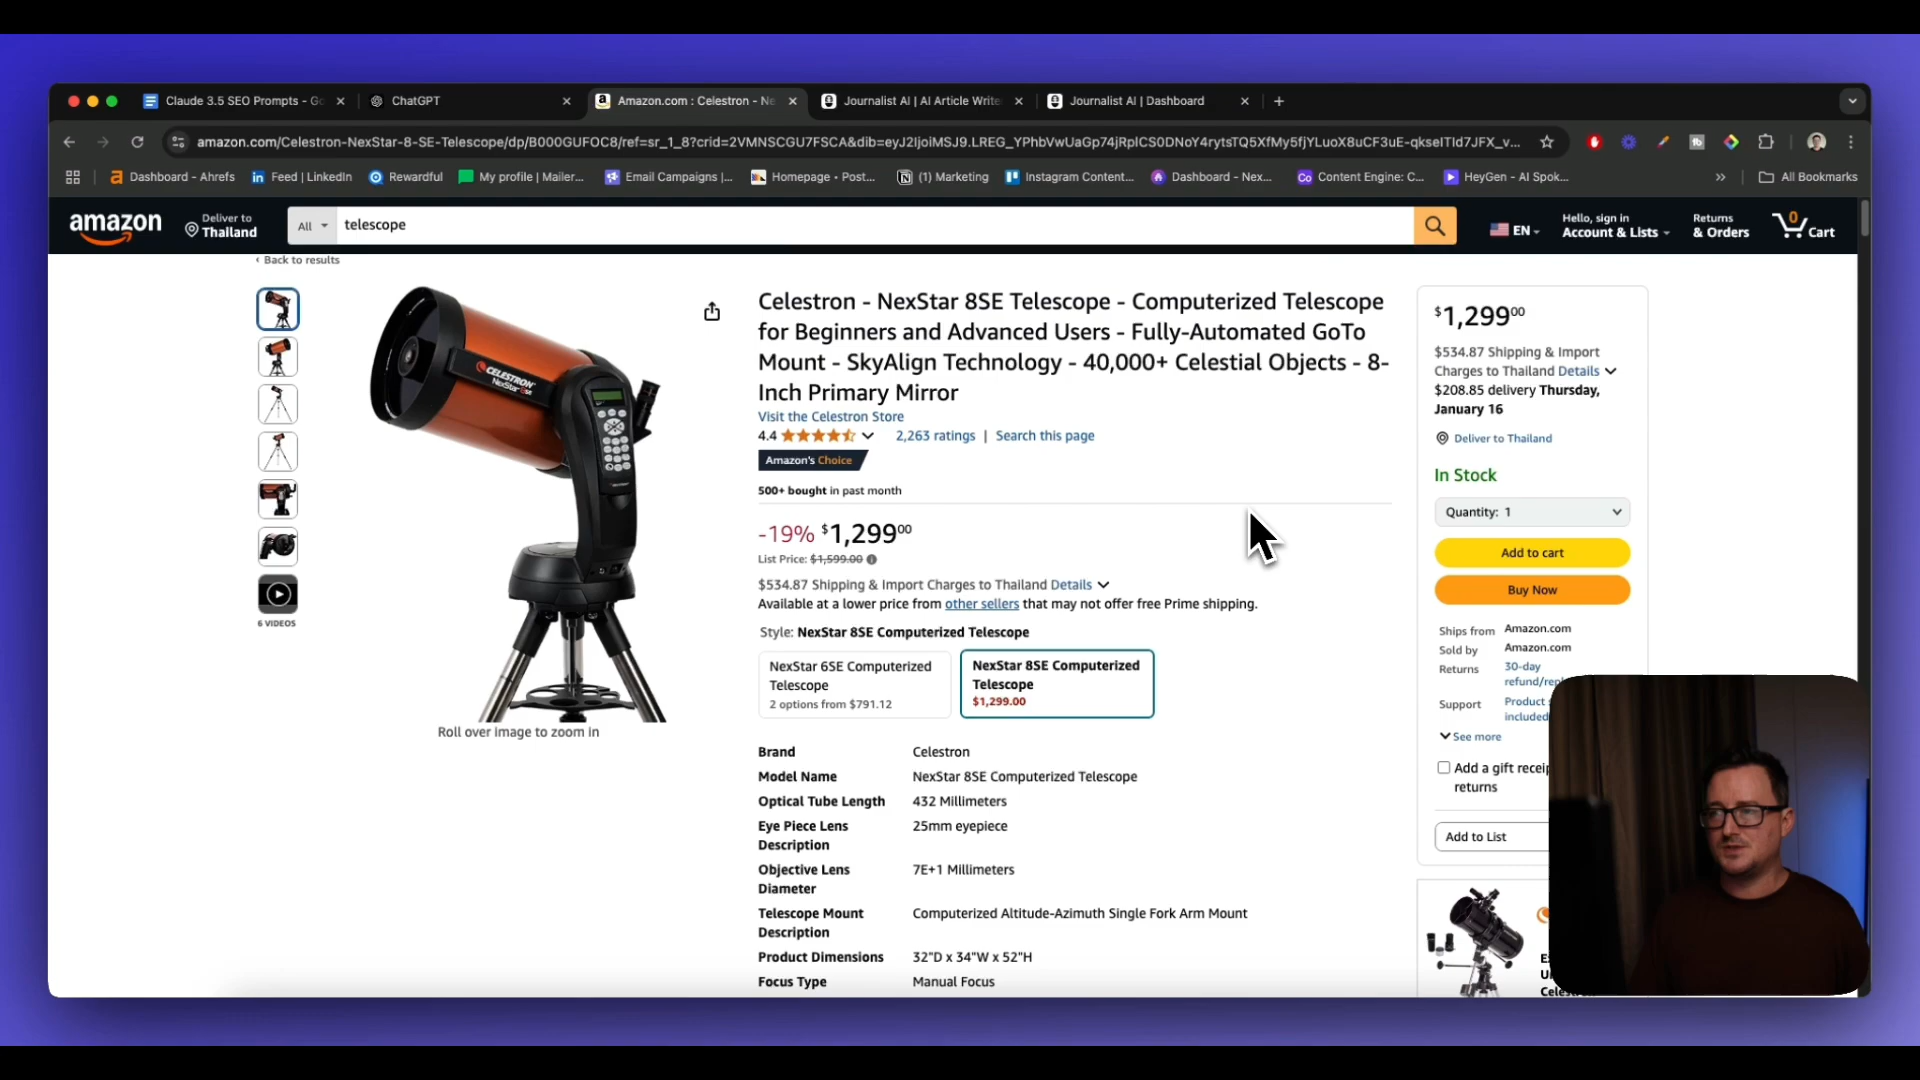 Claude 3.5 SEO Prompts - Go
ChatGPT
Amazon.com : Celestron - Ne
Journalist AI | AI Article Write
Journalist AI | Dashboard
amazon.com/Celestron-NexStar-8-SE-Telescope/dp/B000GUFOC8/ref=sr_1_8?crid=2VMNSCGU7FSCA&dib=eyJ2IjoiMSJ9.LREG_YPhbVwUaGp74jRplCS0DNoY4rytsTQ5XfMy5fjYLuoX8uCF3uE-qkseITId7JFX_v...
Dashboard - Ahrefs
Feed | LinkedIn
Rewardful
My profile | Mailer...
Email Campaigns |...
Homepage • Post...
(1) Marketing
Instagram Content...
Dashboard - Nex...
Content Engine: C...
HeyGen - AI Spok...
All Bookmarks
amazon
Deliver to
Thailand
All
telescope
EN
Hello, sign in
Account & Lists
Returns
& Orders
0
Cart
‹ Back to results
CELESTRON
NexStar 8SE
6 VIDEOS
Roll over image to zoom in
Celestron - NexStar 8SE Telescope - Computerized Telescope
for Beginners and Advanced Users - Fully-Automated GoTo
Mount - SkyAlign Technology - 40,000+ Celestial Objects - 8-
Inch Primary Mirror
Visit the Celestron Store
4.4
2,263 ratings | Search this page
Amazon's Choice
500+ bought in past month
-19% $1,299.00
List Price: $1,599.00
$534.87 Shipping & Import Charges to Thailand Details
Available at a lower price from other sellers that may not offer free Prime shipping.
Style: NexStar 8SE Computerized Telescope
NexStar 6SE Computerized
Telescope
2 options from $791.12
NexStar 8SE Computerized
Telescope
$1,299.00
Brand Celestron
Model Name NexStar 8SE Computerized Telescope
Optical Tube Length 432 Millimeters
Eye Piece Lens 25mm eyepiece
Description
Objective Lens 7E+1 Millimeters
Diameter
Telescope Mount Computerized Altitude-Azimuth Single Fork Arm Mount
Description
Product Dimensions 32"D x 34"W x 52"H
Focus Type Manual Focus
$1,299.00
$534.87 Shipping & Import
Charges to Thailand Details
$208.85 delivery Thursday,
January 16
Deliver to Thailand
In Stock
Quantity: 1
Add to cart
Buy Now
Ships from Amazon.com
Sold by Amazon.com
Returns 30-day
refund/repl
Support Product
included
See more
Add a gift receip
returns
Add to List
Celest